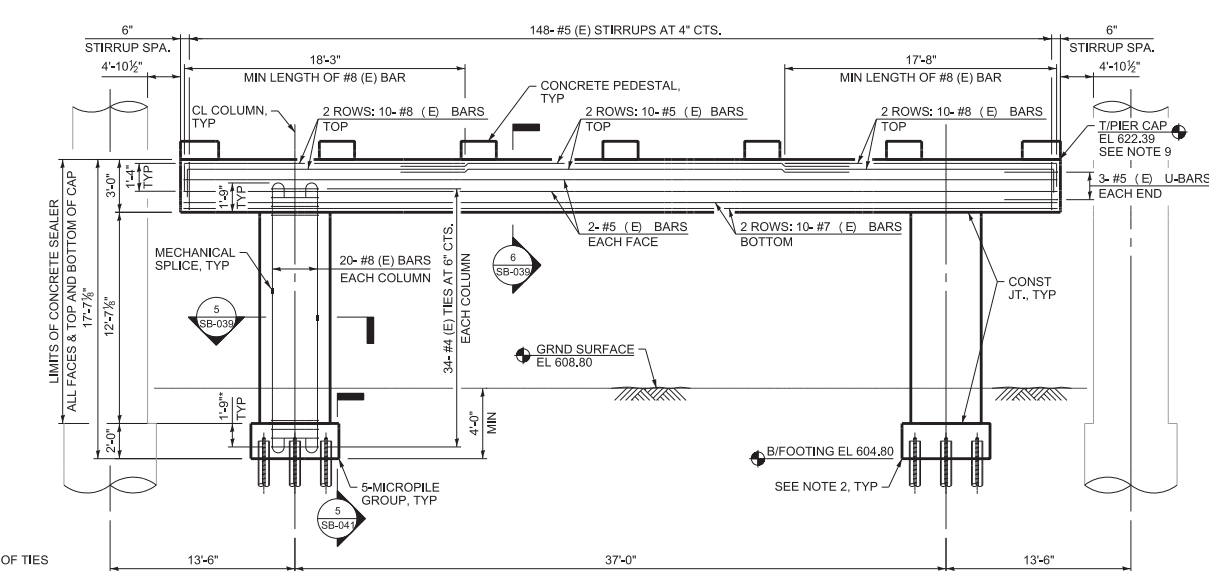 148- #5 (E) STIRRUPS AT 4" CTS.
6"
STIRRUP SPA.
4'-10½"
18'-3"
MIN LENGTH OF #8 (E) BAR
17'-8"
MIN LENGTH OF #8 (E) BAR
6"
STIRRUP SPA.
4'-10½"
CONCRETE PEDESTAL,
TYP
CL COLUMN,
TYP
2 ROWS: 10- #8 (E) BARS
TOP
2 ROWS: 10- #5 (E) BARS
TOP
2 ROWS: 10- #8 (E) BARS
TOP
T/PIER CAP
EL 622.39
SEE NOTE 9
3- #5 (E) U-BARS
EACH END
LIMITS OF CONCRETE SEALER
ALL FACES & TOP AND BOTTOM OF CAP
17'-7⅛"
3'-0"
1'-4"
TYP
1'-9"
TYP
12'-7⅛"
2'-0"
1'-9"*
TYP
MECHANICAL
SPLICE, TYP
20- #8 (E) BARS
EACH COLUMN
34- #4 (E) TIES AT 6" CTS.
EACH COLUMN
2- #5 (E) BARS
EACH FACE
2 ROWS: 10- #7 (E) BARS
BOTTOM
6
SB-039
5
SB-039
CONST
JT., TYP
GRND SURFACE
EL 608.80
4'-0"
MIN
B/FOOTING EL 604.80
SEE NOTE 2, TYP
5-MICROPILE
GROUP, TYP
5
SB-041
OF TIES
13'-6"
37'-0"
13'-6"